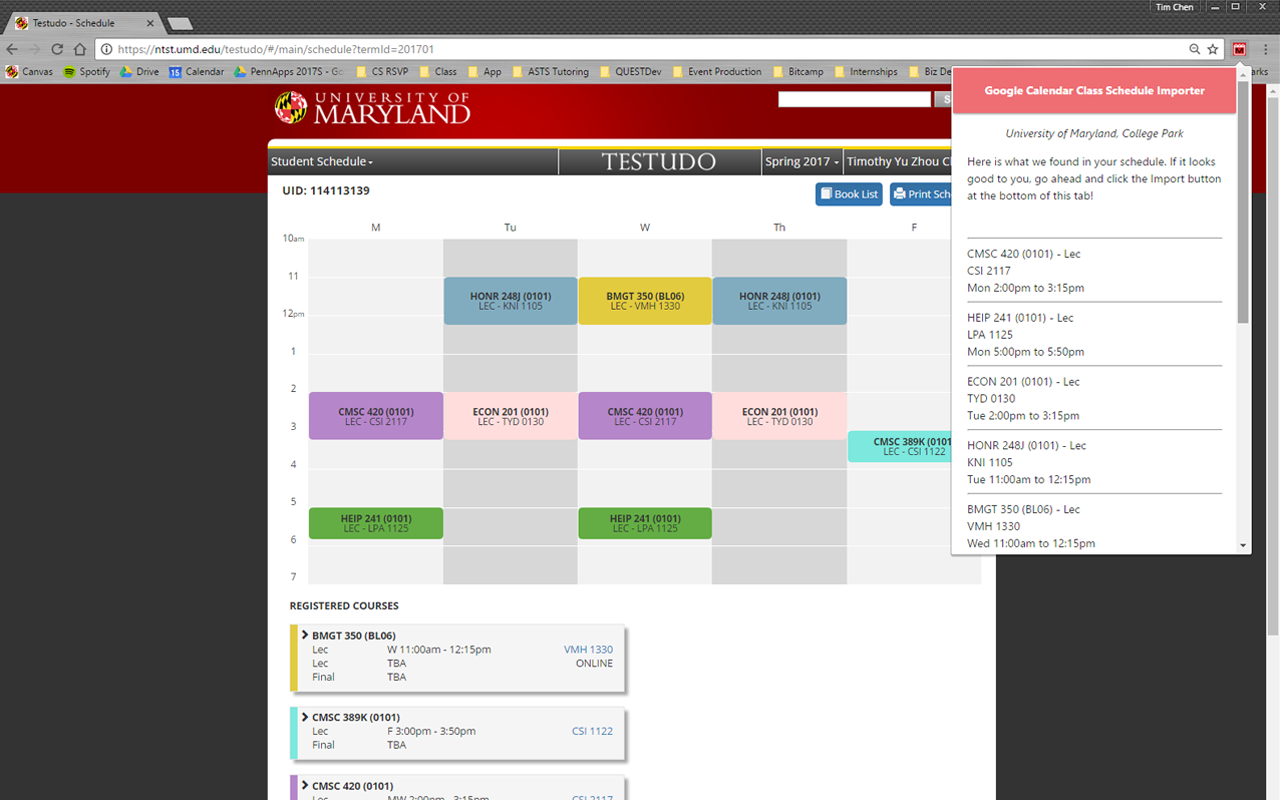 Tim Chen
Testudo - Schedule
https://ntst.umd.edu/testudo/#/main/schedule?termId=201701
Canvas Spotify Drive Calendar PennApps 2017S - Go CS RSVP Class App ASTS Tutoring QUESTDev Event Production Bitcamp Internships Biz De arks
UNIVERSITY OF
MARYLAND
S
Student Schedule TESTUDO Spring 2017 Timothy Yu Zhou C
UID: 114113139
Book List Print Sch
M Tu W Th F
10am
11
12pm
1
2
3
4
5
6
7
HONR 248J (0101)
LEC - KNI 1105
BMGT 350 (BL06)
LEC - VMH 1330
HONR 248J (0101)
LEC - KNI 1105
CMSC 420 (0101)
LEC - CSI 2117
ECON 201 (0101)
LEC - TYD 0130
CMSC 420 (0101)
LEC - CSI 2117
ECON 201 (0101)
LEC - TYD 0130
CMSC 389K (0101
LEC - CSI 1122
HEIP 241 (0101)
LEC - LPA 1125
HEIP 241 (0101)
LEC - LPA 1125
REGISTERED COURSES
BMGT 350 (BL06)
Lec W 11:00am - 12:15pm VMH 1330
Lec TBA ONLINE
Final TBA
CMSC 389K (0101)
Lec F 3:00pm - 3:50pm CSI 1122
Final TBA
CMSC 420 (0101)
Lec MW 2:00pm - 3:15pm CSI 2117
Google Calendar Class Schedule Importer
University of Maryland, College Park
Here is what we found in your schedule. If it looks
good to you, go ahead and click the Import button
at the bottom of this tab!
CMSC 420 (0101) - Lec
CSI 2117
Mon 2:00pm to 3:15pm
HEIP 241 (0101) - Lec
LPA 1125
Mon 5:00pm to 5:50pm
ECON 201 (0101) - Lec
TYD 0130
Tue 2:00pm to 3:15pm
HONR 248J (0101) - Lec
KNI 1105
Tue 11:00am to 12:15pm
BMGT 350 (BL06) - Lec
VMH 1330
Wed 11:00am to 12:15pm